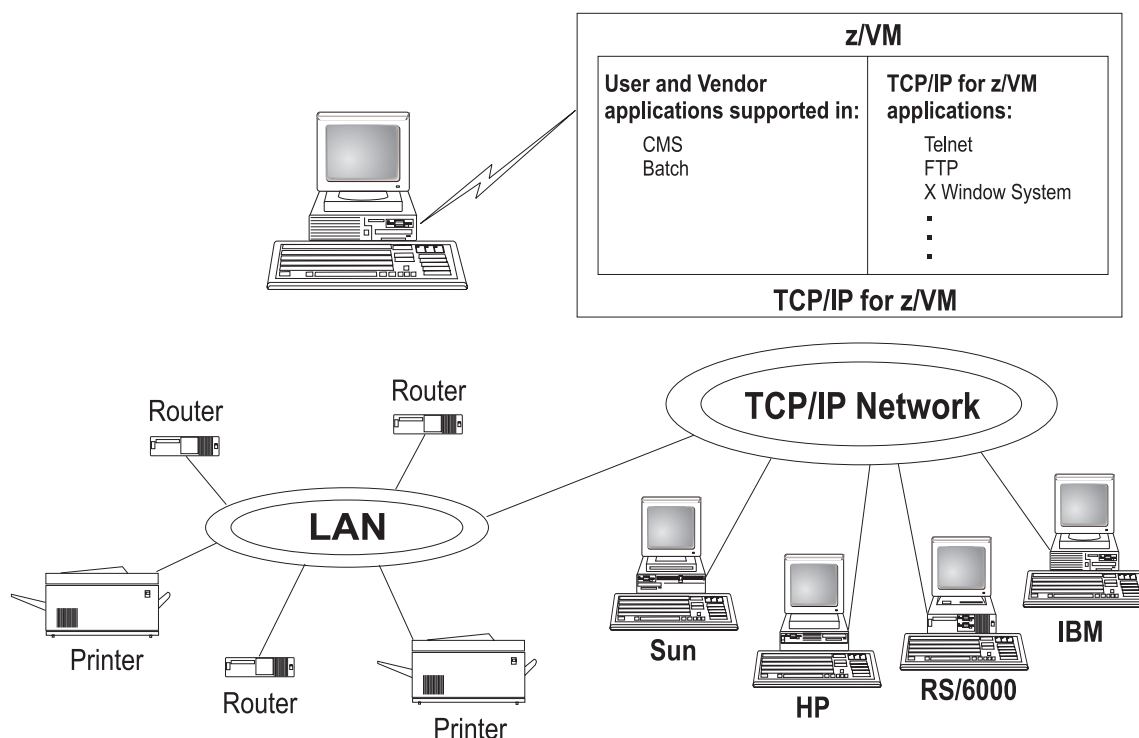 z/VM
User and Vendor
applications supported in:
CMS
Batch
TCP/IP for z/VM
applications:
Telnet
FTP
X Window System
TCP/IP for z/VM
TCP/IP Network
Router
Router
LAN
Printer
Router
Printer
Sun
HP
RS/6000
IBM